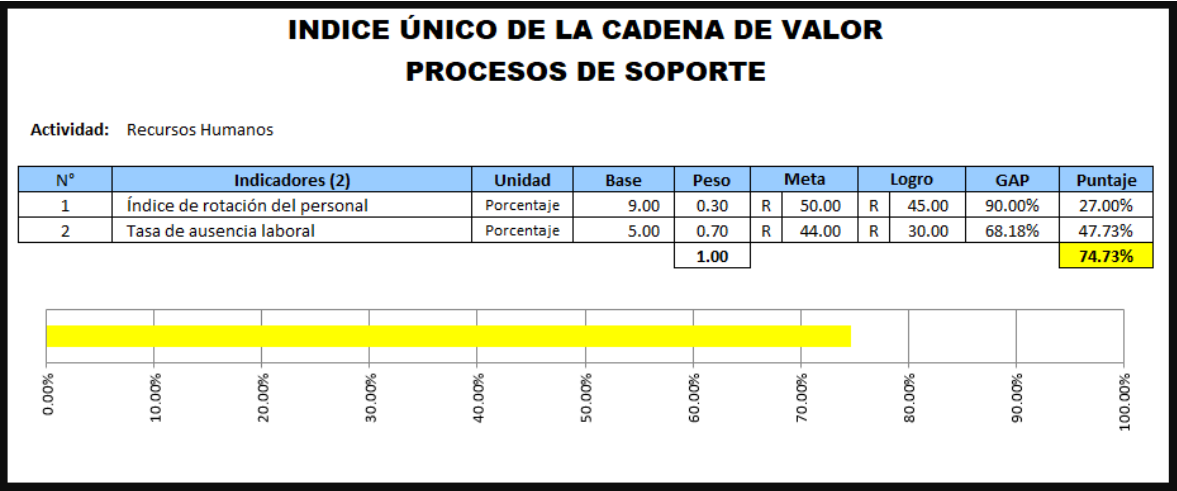 INDICE ÚNICO DE LA CADENA DE VALOR
PROCESOS DE SOPORTE
Actividad: Recursos Humanos
N° Indicadores (2) Unidad Base Peso Meta Logro GAP Puntaje
1 Índice de rotación del personal Porcentaje 9.00 0.30 R 50.00 R 45.00 90.00% 27.00%
2 Tasa de ausencia laboral Porcentaje 5.00 0.70 R 44.00 R 30.00 68.18% 47.73%
1.00 74.73%
0.00% 10.00% 20.00% 30.00% 40.00% 50.00% 60.00% 70.00% 80.00% 90.00% 100.00%